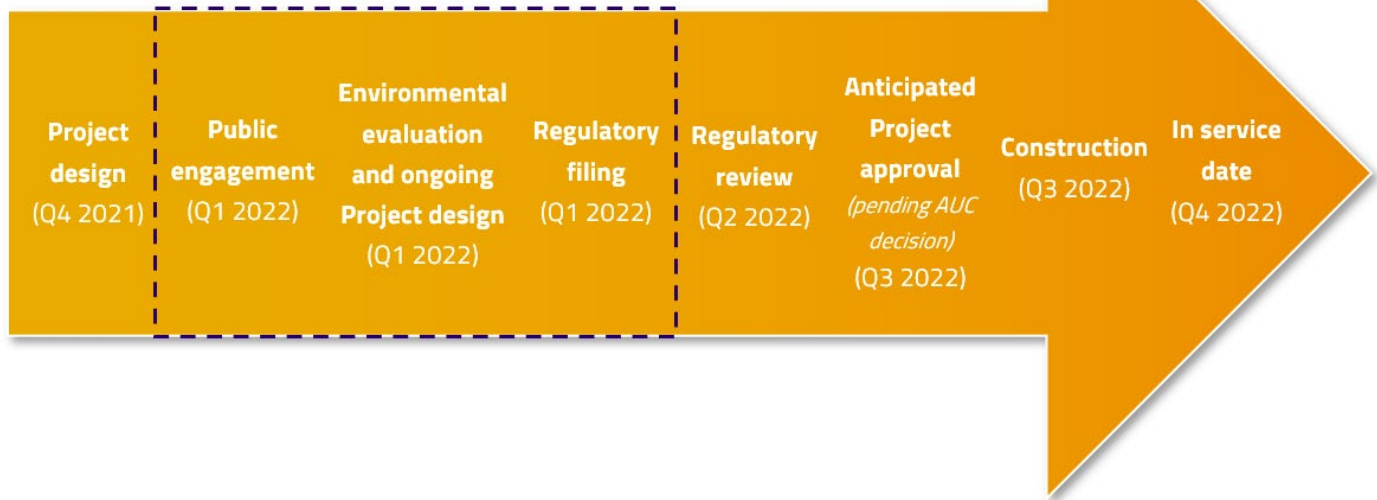 Project
design
(Q4 2021)
Public
engagement
(Q1 2022)
Environmental
evaluation
and ongoing
Project design
(Q1 2022)
Regulatory
filing
(Q1 2022)
Regulatory
review
(Q2 2022)
Anticipated
Project
approval
(pending AUC
decision)
(Q3 2022)
Construction
(Q3 2022)
In service
date
(Q4 2022)